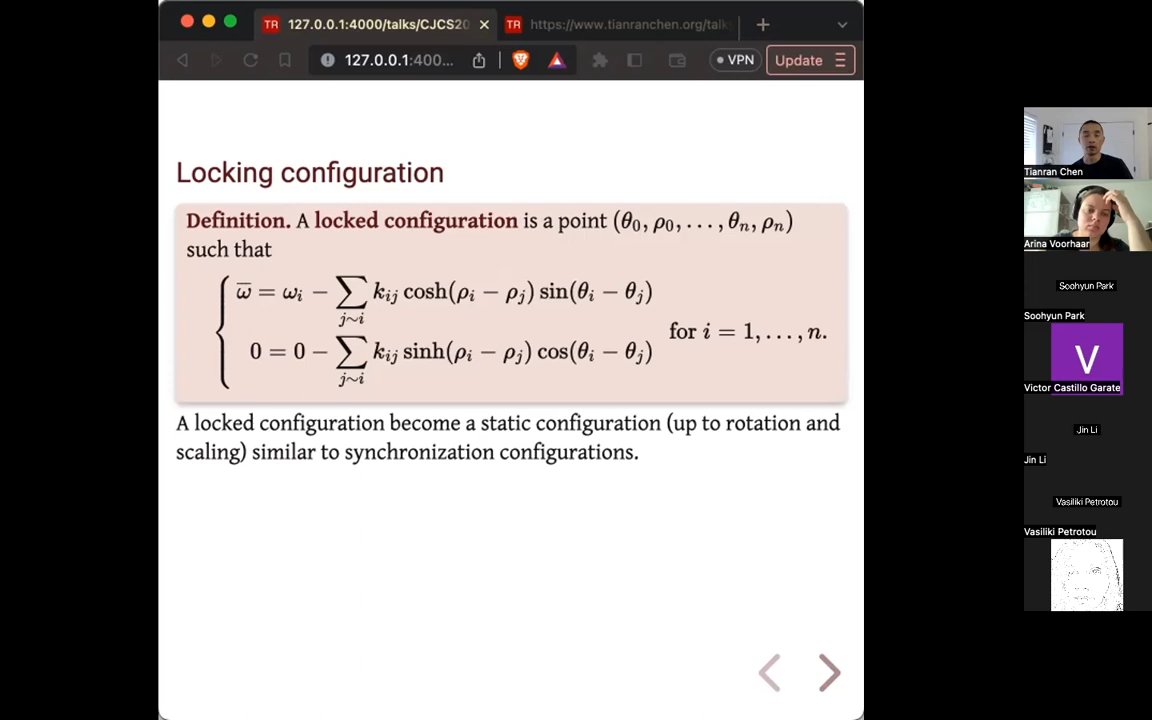 TR 127.0.0.1:4000/talks/CJCS20 × TR https://www.tianranchen.org/talk +
127.0.0.1:400... VPN Update
Locking configuration
Definition. A locked configuration is a point (θ₀, ρ₀, . . . , θₙ, ρₙ)
such that
ω̅ = ωᵢ − ∑ kᵢⱼ cosh(ρᵢ − ρⱼ) sin(θᵢ − θⱼ)
j∼i
for i = 1, . . . , n.
0 = 0 − ∑ kᵢⱼ sinh(ρᵢ − ρⱼ) cos(θᵢ − θⱼ)
j∼i
A locked configuration become a static configuration (up to rotation and
scaling) similar to synchronization configurations.
Tianran Chen
Arina Voorhaar
Soohyun Park
Soohyun Park
V
Victor Castillo Garate
Jin Li
Jin Li
Vasiliki Petrotou
Vasiliki Petrotou